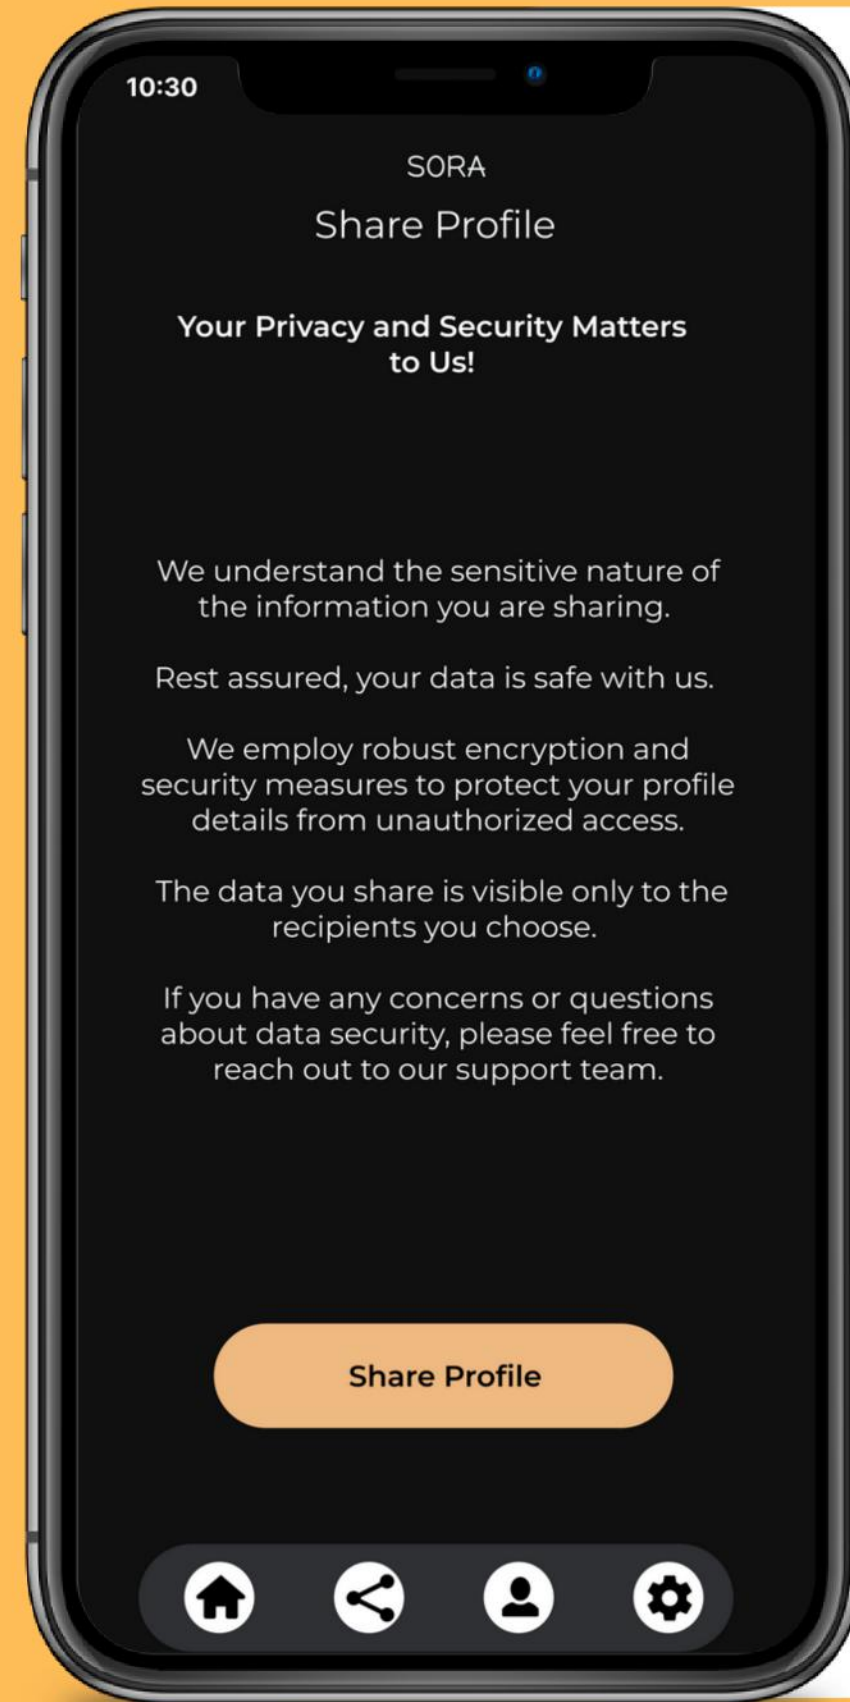 10:30
SORA
Share Profile
Your Privacy and Security Matters
to Us!
We understand the sensitive nature of
the information you are sharing.
Rest assured, your data is safe with us.
We employ robust encryption and
security measures to protect your profile
details from unauthorized access.
The data you share is visible only to the
recipients you choose.
If you have any concerns or questions
about data security, please feel free to
reach out to our support team.
Share Profile